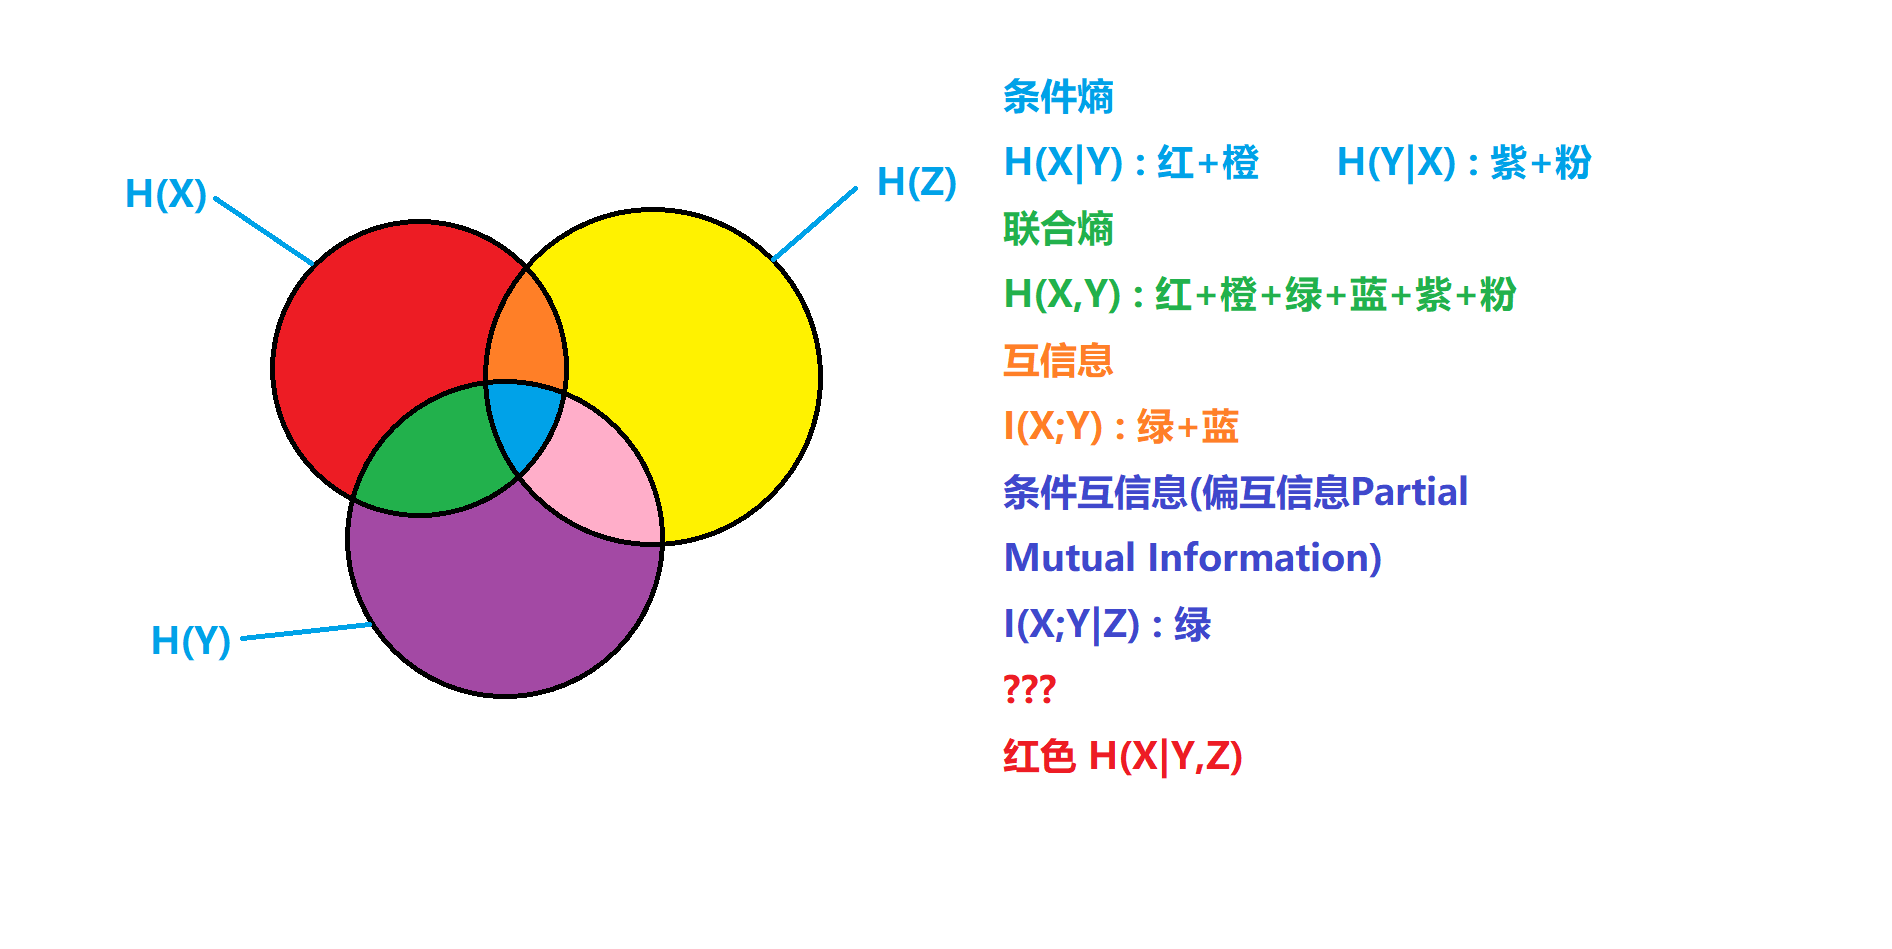 H(X)
H(Z)
H(Y)
条件熵
H(X|Y) : 红+橙 H(Y|X) : 紫+粉
联合熵
H(X,Y) : 红+橙+绿+蓝+紫+粉
互信息
I(X;Y) : 绿+蓝
条件互信息(偏互信息Partial
Mutual Information)
I(X;Y|Z) : 绿
???
红色 H(X|Y,Z)